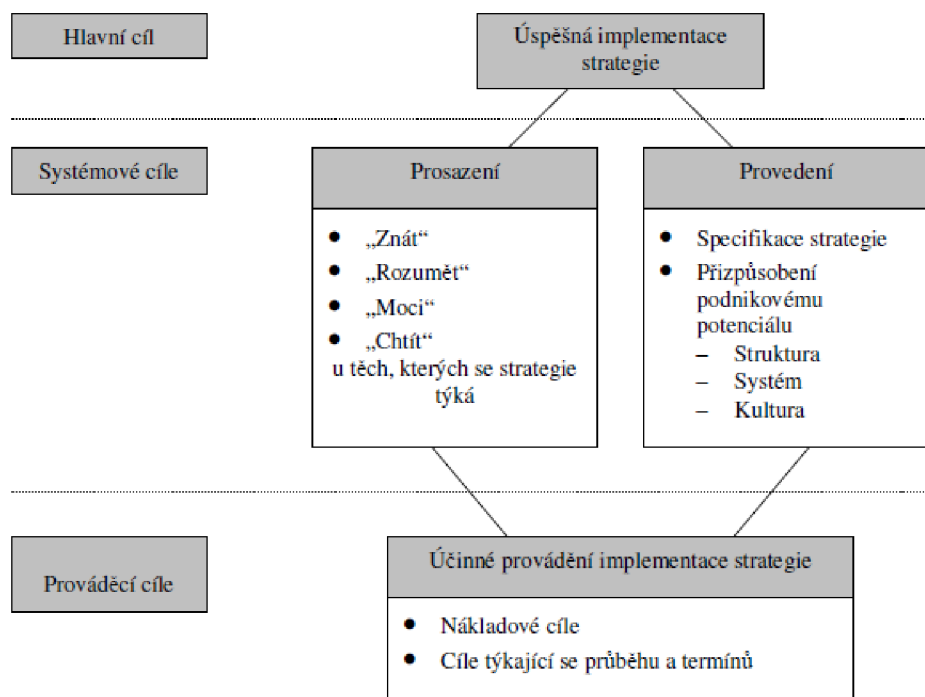 Hlavní cíl
Úspěšná implementace
strategie
Systémové cíle
Prosazení
• „Znát“
• „Rozumět“
• „Moci“
• „Chtít“
u těch, kterých se strategie
týká
Provedení
• Specifikace strategie
• Přizpůsobení
podnikovému
potenciálu
– Struktura
– Systém
– Kultura
Prováděcí cíle
Účinné provádění implementace strategie
• Nákladové cíle
• Cíle týkající se průběhu a termínů